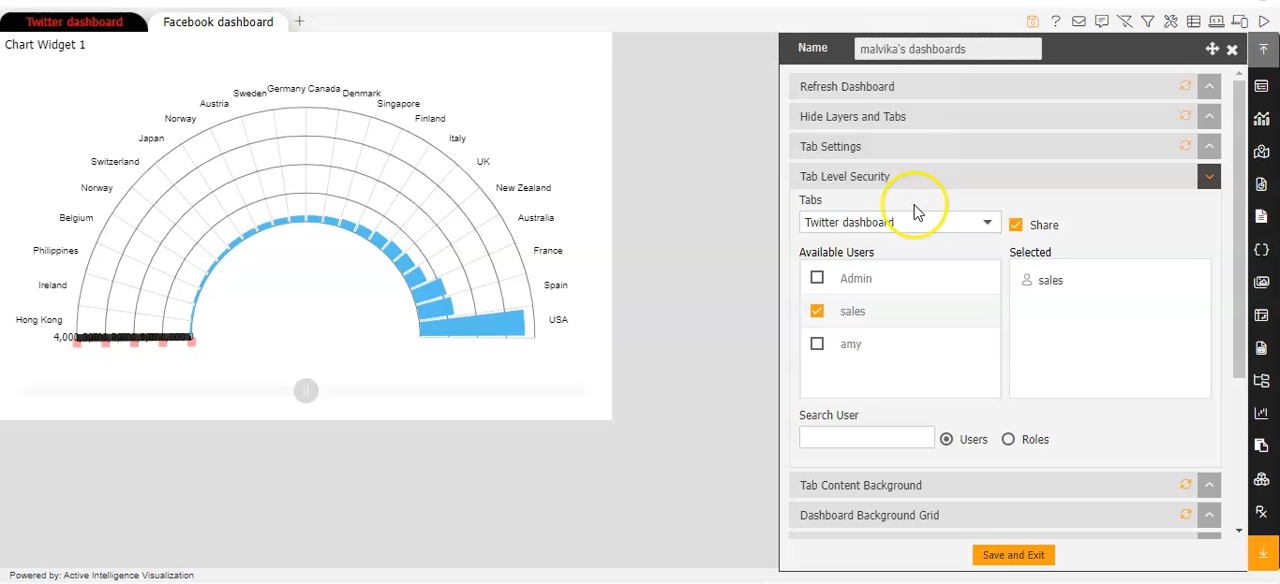 Twitter dashboard
Facebook dashboard
+
?
Chart Widget 1
Name
malvika's dashboards
Refresh Dashboard
Hide Layers and Tabs
Tab Settings
Tab Level Security
Tabs
Twitter dashboard
Share
Available Users
Selected
Admin
sales
amy
sales
Search User
Users
Roles
Tab Content Background
Dashboard Background Grid
Save and Exit
Hong Kong
Ireland
Philippines
Belgium
Norway
Switzerland
Japan
Norway
Austria
Sweden
Germany
Canada
Denmark
Singapore
Finland
Italy
UK
New Zealand
Australia
France
Spain
USA
Powered by: Active Intelligence Visualization